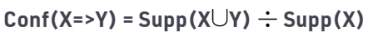 Conf(X=>Y) = Supp(X∪Y) ÷ Supp(X)